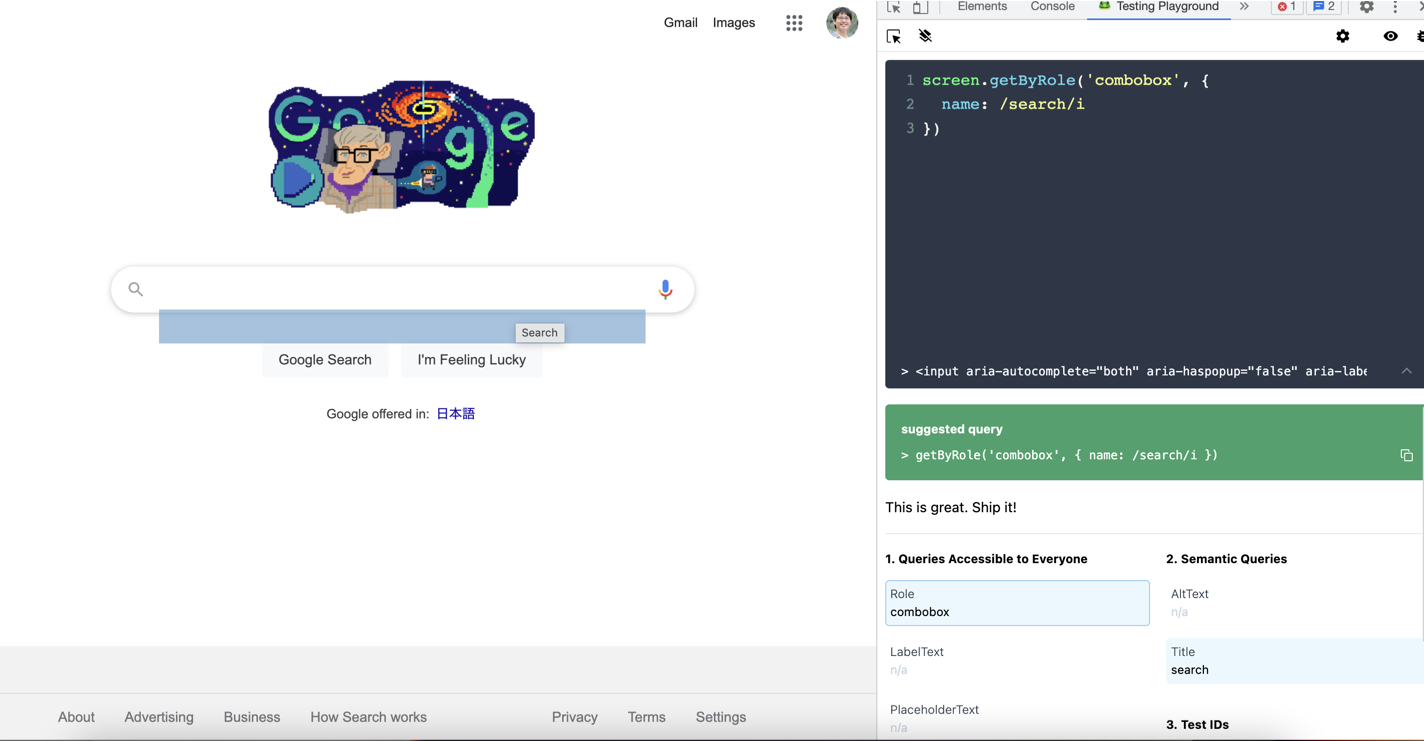 Gmail Images
Google
Search
Google Search I'm Feeling Lucky
Google offered in: 日本語
About Advertising Business How Search works Privacy Terms Settings
Elements Console Testing Playground 1 2
1 screen.getByRole('combobox', {
2 name: /search/i
3 })
> <input aria-autocomplete="both" aria-haspopup="false" aria-labe
suggested query
> getByRole('combobox', { name: /search/i })
This is great. Ship it!
1. Queries Accessible to Everyone
Role
combobox
LabelText
n/a
PlaceholderText
n/a
2. Semantic Queries
AltText
n/a
Title
search
3. Test IDs